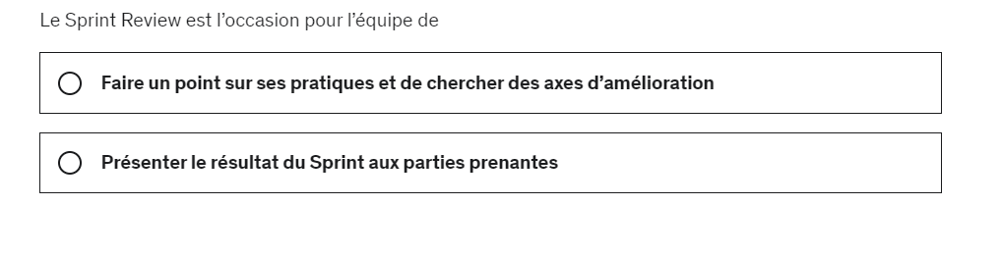 Le Sprint Review est l’occasion pour l’équipe de
Faire un point sur ses pratiques et de chercher des axes d’amélioration
Présenter le résultat du Sprint aux parties prenantes